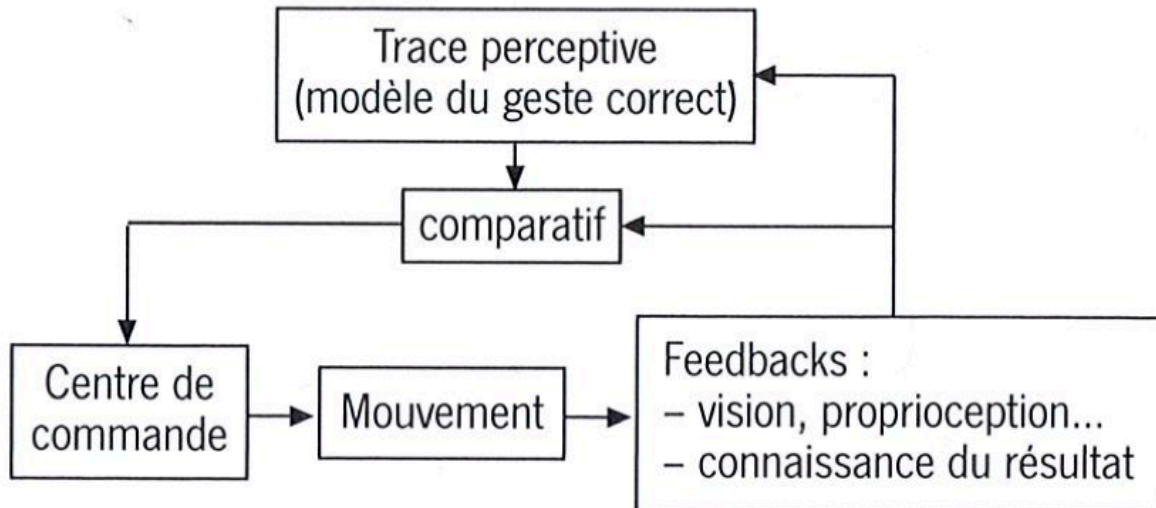 Trace perceptive
(modèle du geste correct)
comparatif
Centre de
commande
Mouvement
Feedbacks :
– vision, proprioception...
– connaissance du résultat